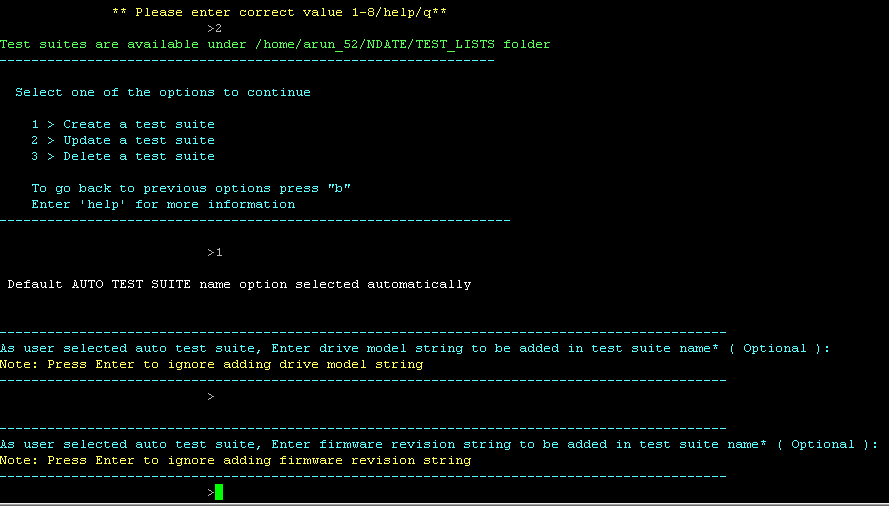 ** Please enter correct value 1-8/help/q**
>2
Test suites are available under /home/arun_52/NDATE/TEST_LISTS folder
--------------------------------------------------------------
Select one of the options to continue
1 > Create a test suite
2 > Update a test suite
3 > Delete a test suite
To go back to previous options press "b"
Enter 'help' for more information
----------------------------------------------------------------
>1
Default AUTO TEST SUITE name option selected automatically
-------------------------------------------------------------------------------------------
As user selected auto test suite, Enter drive model string to be added in test suite name* ( Optional ):
Note: Press Enter to ignore adding drive model string
-------------------------------------------------------------------------------------------
>
-------------------------------------------------------------------------------------------
As user selected auto test suite, Enter firmware revision string to be added in test suite name* ( Optional ):
Note: Press Enter to ignore adding firmware revision string
-------------------------------------------------------------------------------------------
>